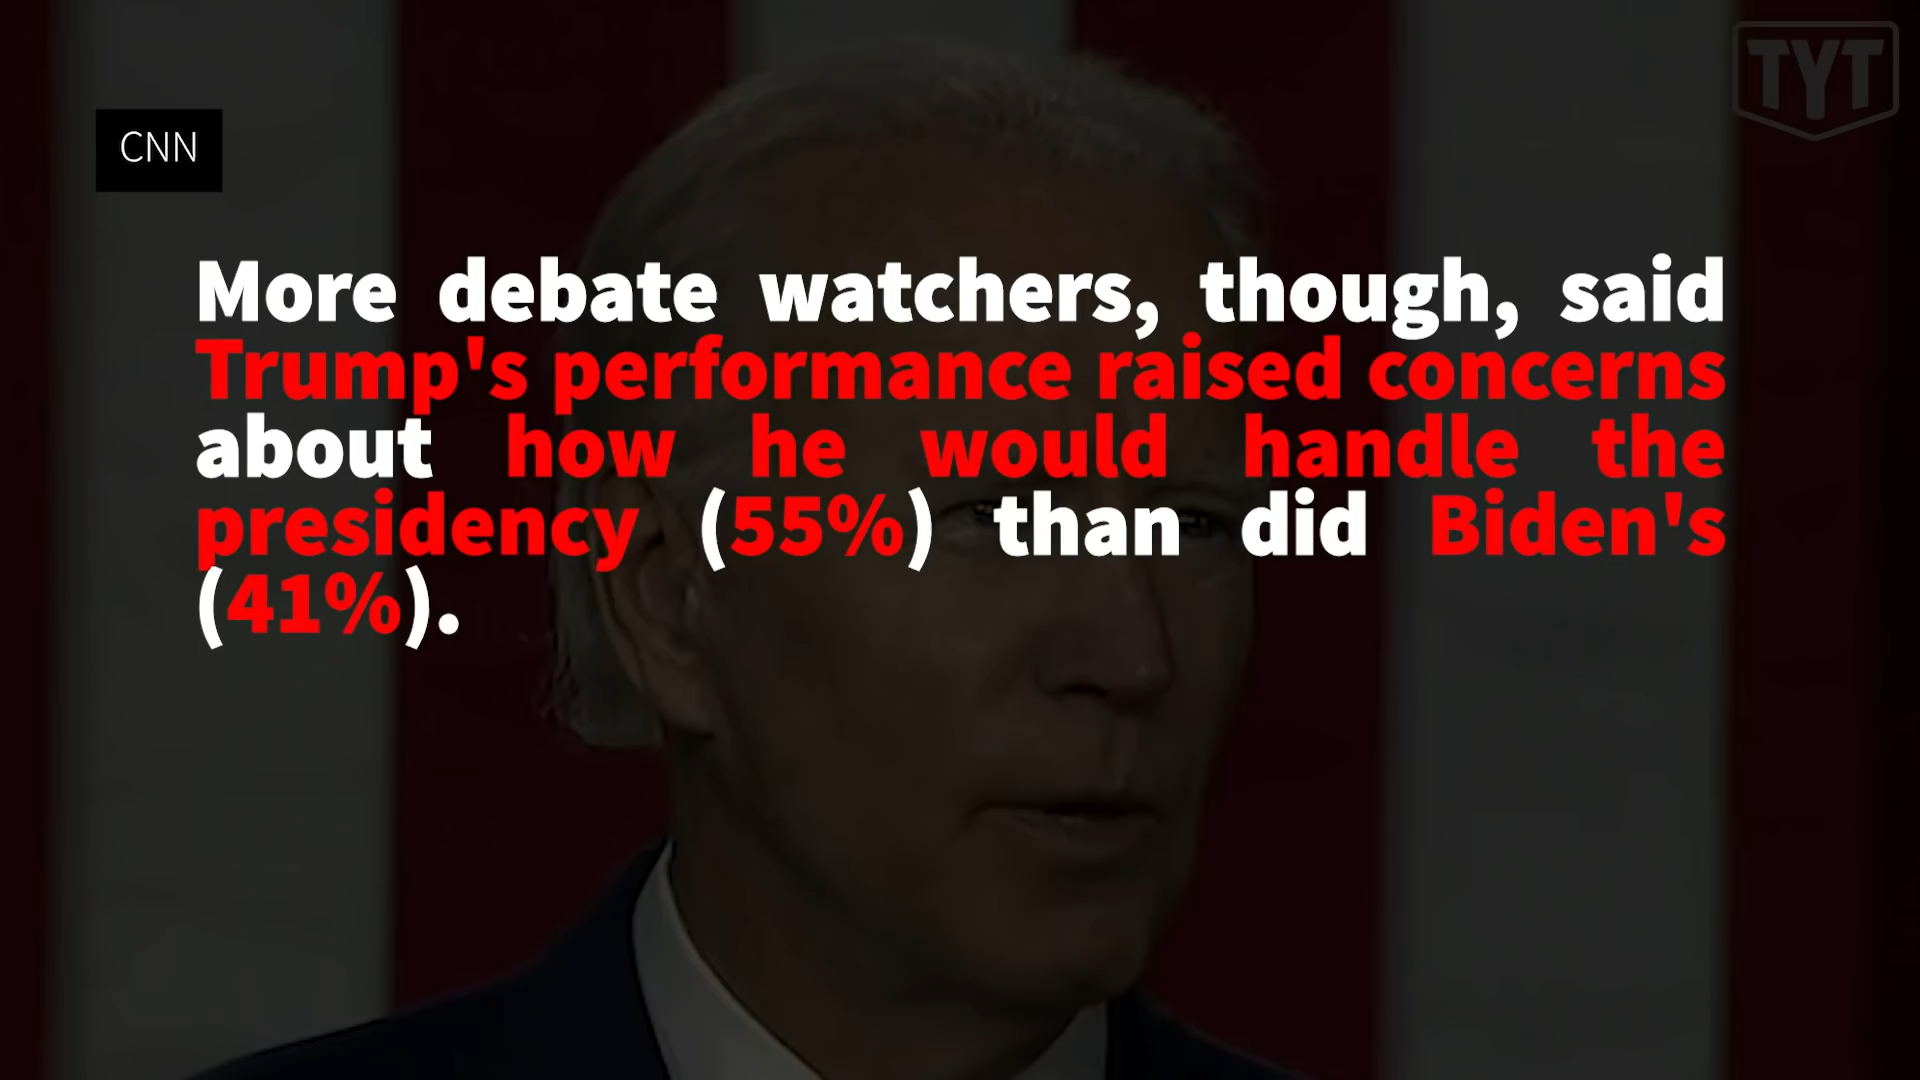 TYT
CNN
More debate watchers, though, said
Trump's performance raised concerns
about how he would handle the
presidency (55%) than did Biden's
(41%).